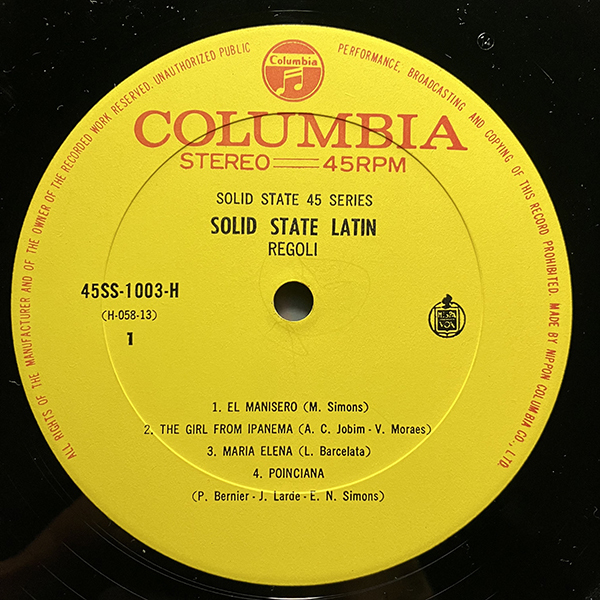 ALL RIGHTS OF THE MANUFACTURER AND OF THE OWNER OF THE RECORDED WORK RESERVED. UNAUTHORIZED PUBLIC PERFORMANCE, BROADCASTING AND COPYING OF THIS RECORD PROHIBITED. MADE BY NIPPON COLUMBIA CO., LTD.
Columbia
COLUMBIA
STEREO 45RPM
SOLID STATE 45 SERIES
SOLID STATE LATIN
REGOLI
45SS-1003-H
(H-058-13)
1
1. EL MANISERO (M. Simons)
2. THE GIRL FROM IPANEMA (A. C. Jobim - V. Moraes)
3. MARIA ELENA (L. Barcelata)
4. POINCIANA
(P. Bernier - J. Larde - E. N. Simons)